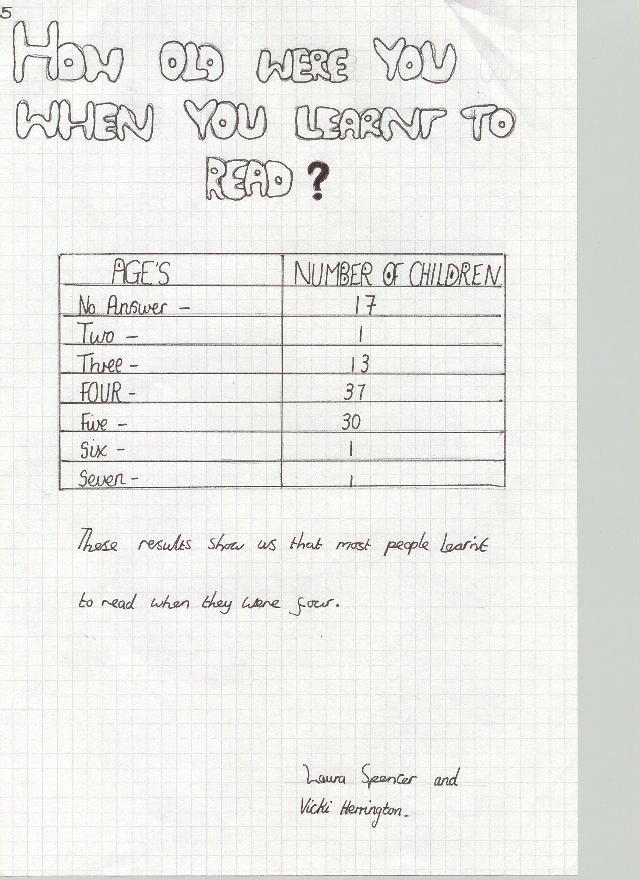 5
HOW OLD WERE YOU
WHEN YOU LEARNT TO
READ?
AGE'S NUMBER OF CHILDREN
No Answer - 17
Two - 1
Three - 13
FOUR - 37
Five - 30
Six - 1
Seven - 1
These results show us that most people learnt
to read when they were four.
Laura Spencer and
Vicki Herrington.